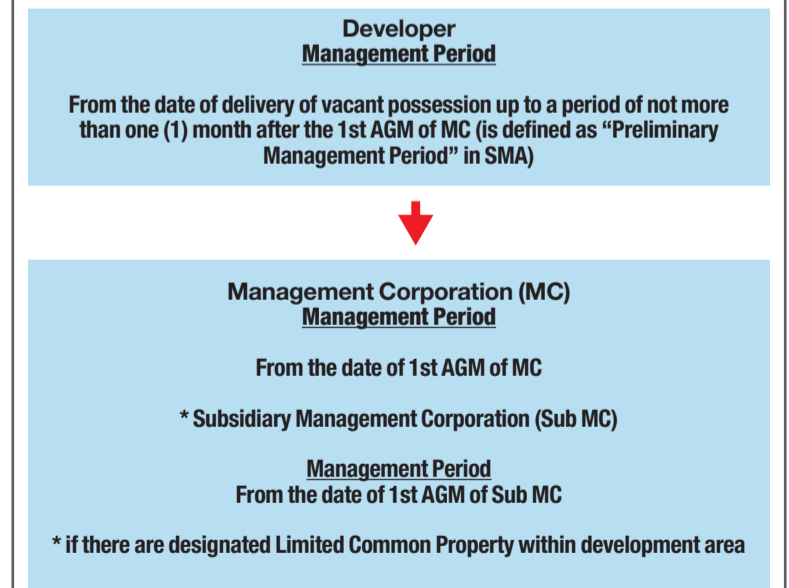 Developer
Management Period
From the date of delivery of vacant possession up to a period of not more
than one (1) month after the 1st AGM of MC (is defined as “Preliminary
Management Period” in SMA)
Management Corporation (MC)
Management Period
From the date of 1st AGM of MC
* Subsidiary Management Corporation (Sub MC)
Management Period
From the date of 1st AGM of Sub MC
* if there are designated Limited Common Property within development area